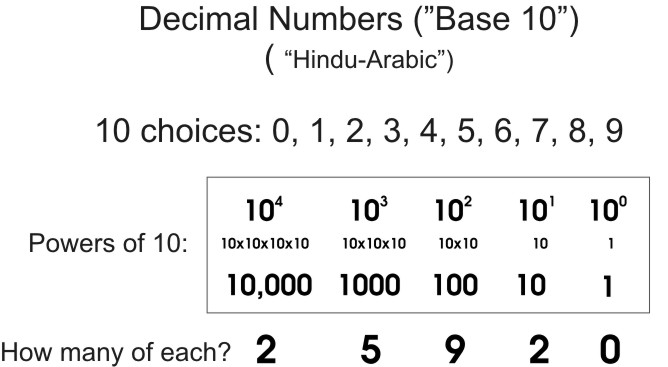 Decimal Numbers (”Base 10”)
( “Hindu-Arabic”)
10 choices: 0, 1, 2, 3, 4, 5, 6, 7, 8, 9
10⁴ 10³ 10² 10¹ 10⁰
Powers of 10: 10x10x10x10 10x10x10 10x10 10 1
10,000 1000 100 10 1
How many of each? 2 5 9 2 0